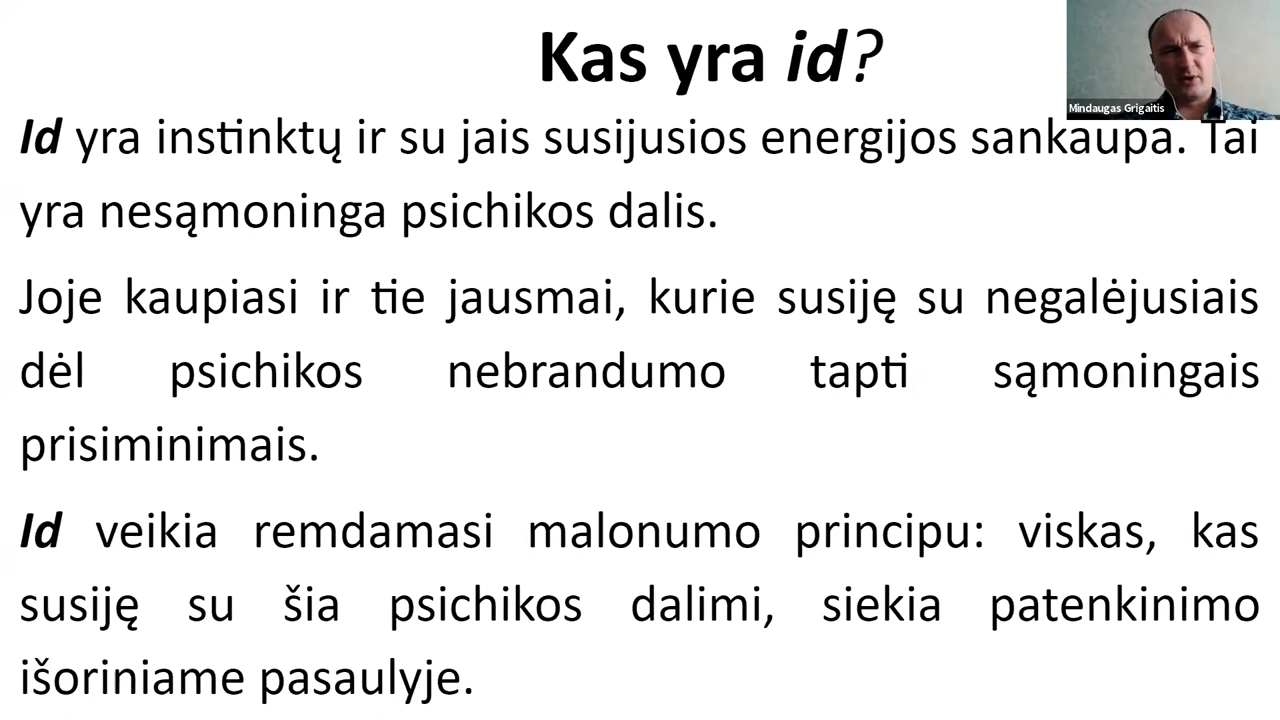 Kas yra id?
Mindaugas Grigaitis
Id yra instinktų ir su jais susijusios energijos sankaupa. Tai
yra nesąmoninga psichikos dalis.
Joje kaupiasi ir tie jausmai, kurie susiję su negalėjusiais
dėl psichikos nebrandumo tapti sąmoningais
prisiminimais.
Id veikia remdamasi malonumo principu: viskas, kas
susiję su šia psichikos dalimi, siekia patenkinimo
išoriniame pasaulyje.